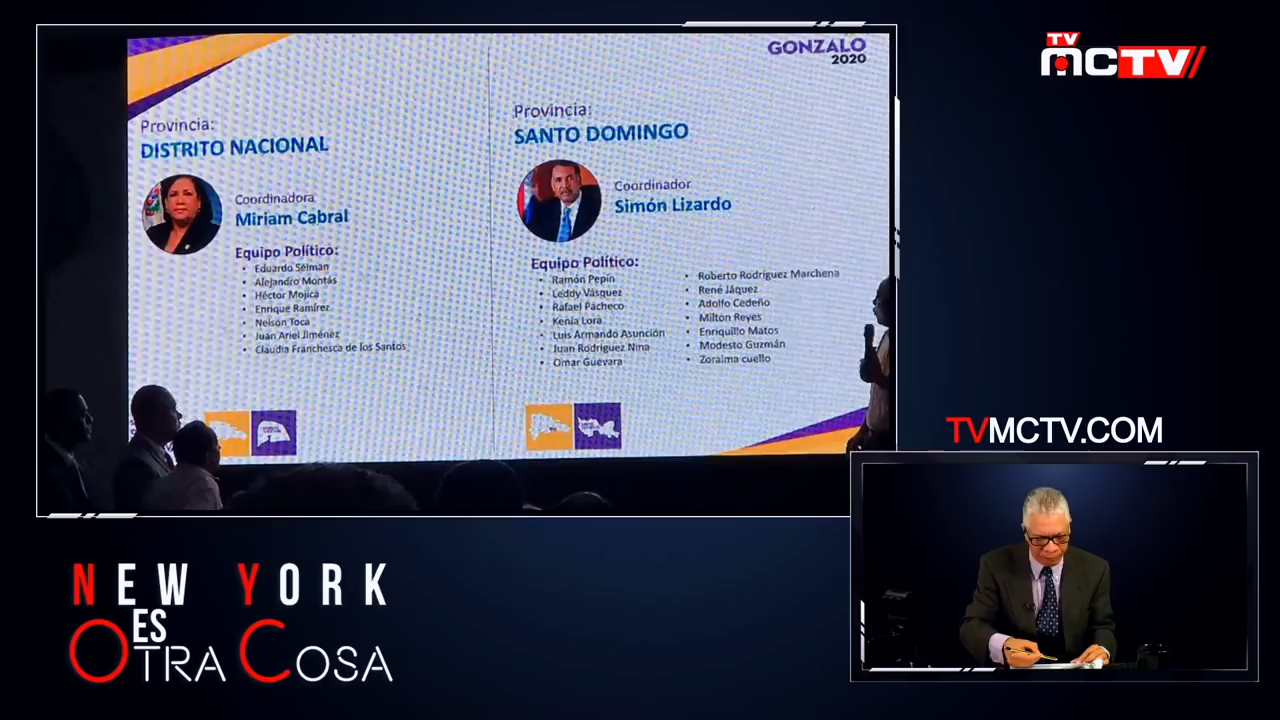 GONZALO
2020
Provincia:
DISTRITO NACIONAL
Coordinadora
Miriam Cabral
Equipo Político:
• Eduardo Sélman
• Alejandro Montás
• Héctor Mojica
• Enrique Ramírez
• Nelson Toca
• Juan Ariel Jiménez
• Claudia Franchesca de los Santos
Provincia:
SANTO DOMINGO
Coordinador
Simón Lizardo
Equipo Político:
• Ramón Pepín
• Leddy Vásquez
• Rafael Pacheco
• Kenia Lora
• Luis Armando Asunción
• Juan Rodriguez Nina
• Omar Guevara
• Roberto Rodriguez Marchena
• René Jáquez
• Adolfo Cedeño
• Milton Reyes
• Enriquillo Matos
• Modesto Guzmán
• Zoraima cuello
TV
MCTV
TVMCTV.COM
NEW YORK
ES
OTRA COSA